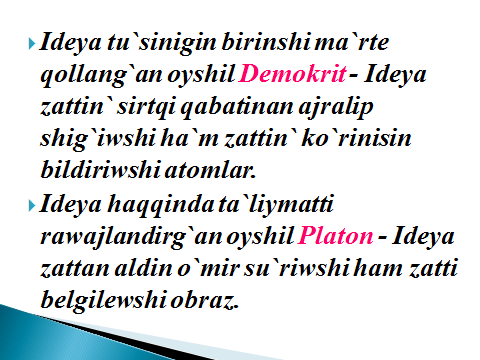 Ideya tu`sinigin birinshi ma`rte
qollang`an oyshil Demokrit - Ideya
zattin` sirtqi qabatinan ajralip
shig`iwshi ha`m zattin` ko`rinisin
bildiriwshi atomlar.
Ideya haqqinda ta`liymatti
rawajlandirg`an oyshil Platon - Ideya
zattan aldin o`mir su`riwshi ham zatti
belgilewshi obraz.